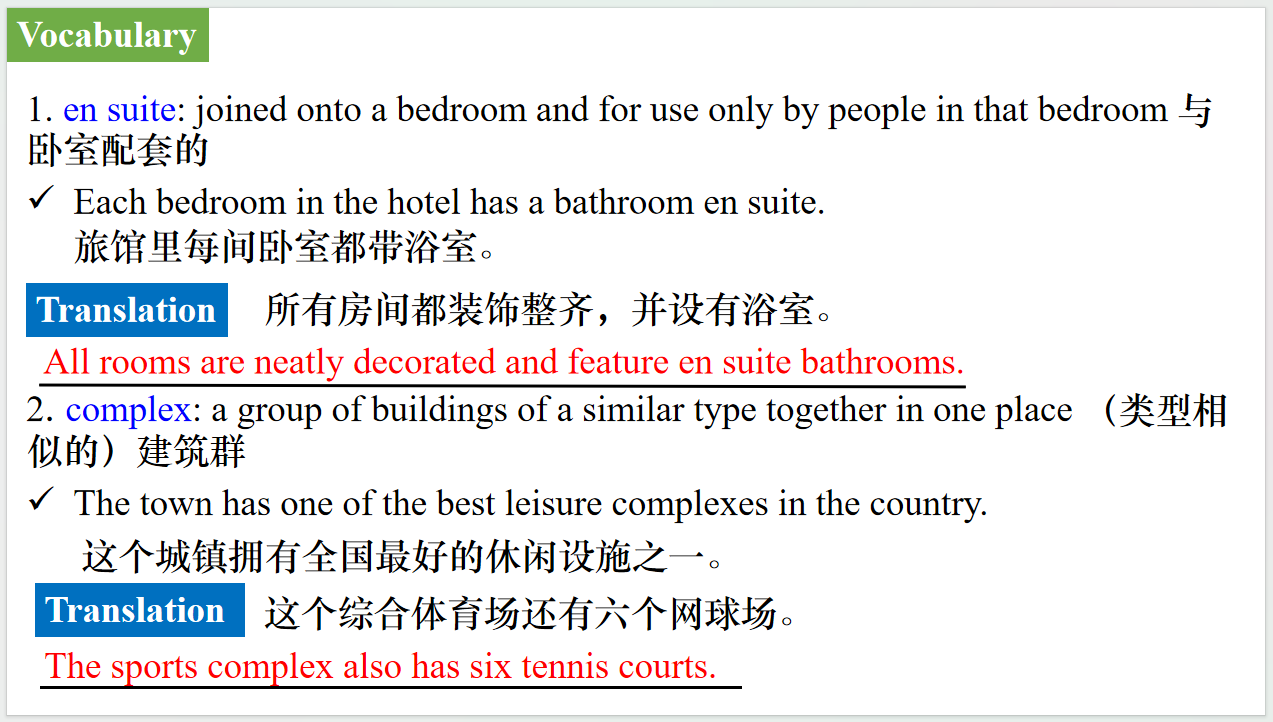 Vocabulary
1. en suite: joined onto a bedroom and for use only by people in that bedroom 与
卧室配套的
✓ Each bedroom in the hotel has a bathroom en suite.
旅馆里每间卧室都带浴室。
Translation 所有房间都装饰整齐，并设有浴室。
All rooms are neatly decorated and feature en suite bathrooms.
2. complex: a group of buildings of a similar type together in one place （类型相
似的）建筑群
✓ The town has one of the best leisure complexes in the country.
这个城镇拥有全国最好的休闲设施之一。
Translation 这个综合体育场还有六个网球场。
The sports complex also has six tennis courts.